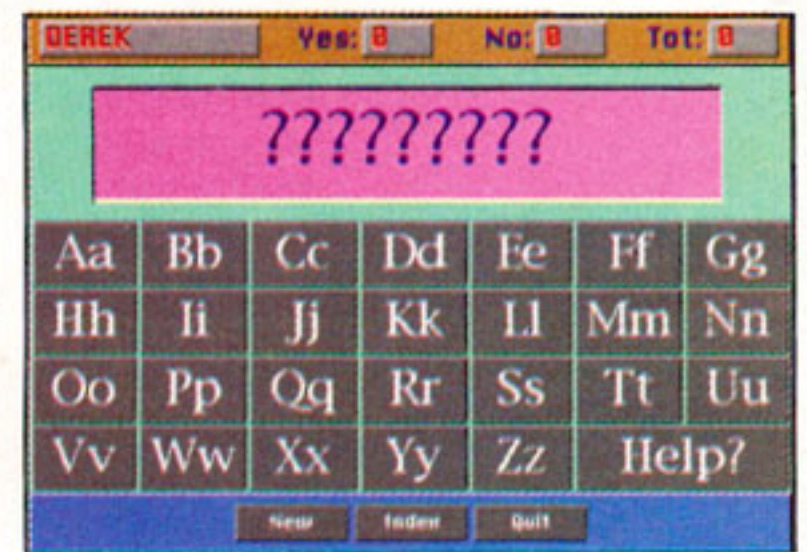 DEREK Yes: 0 No: 0 Tot: 0
?????????
Aa Bb Cc Dd Ee Ff Gg
Hh Ii Jj Kk Ll Mm Nn
Oo Pp Qq Rr Ss Tt Uu
Vv Ww Xx Yy Zz Help?
New Index Quit